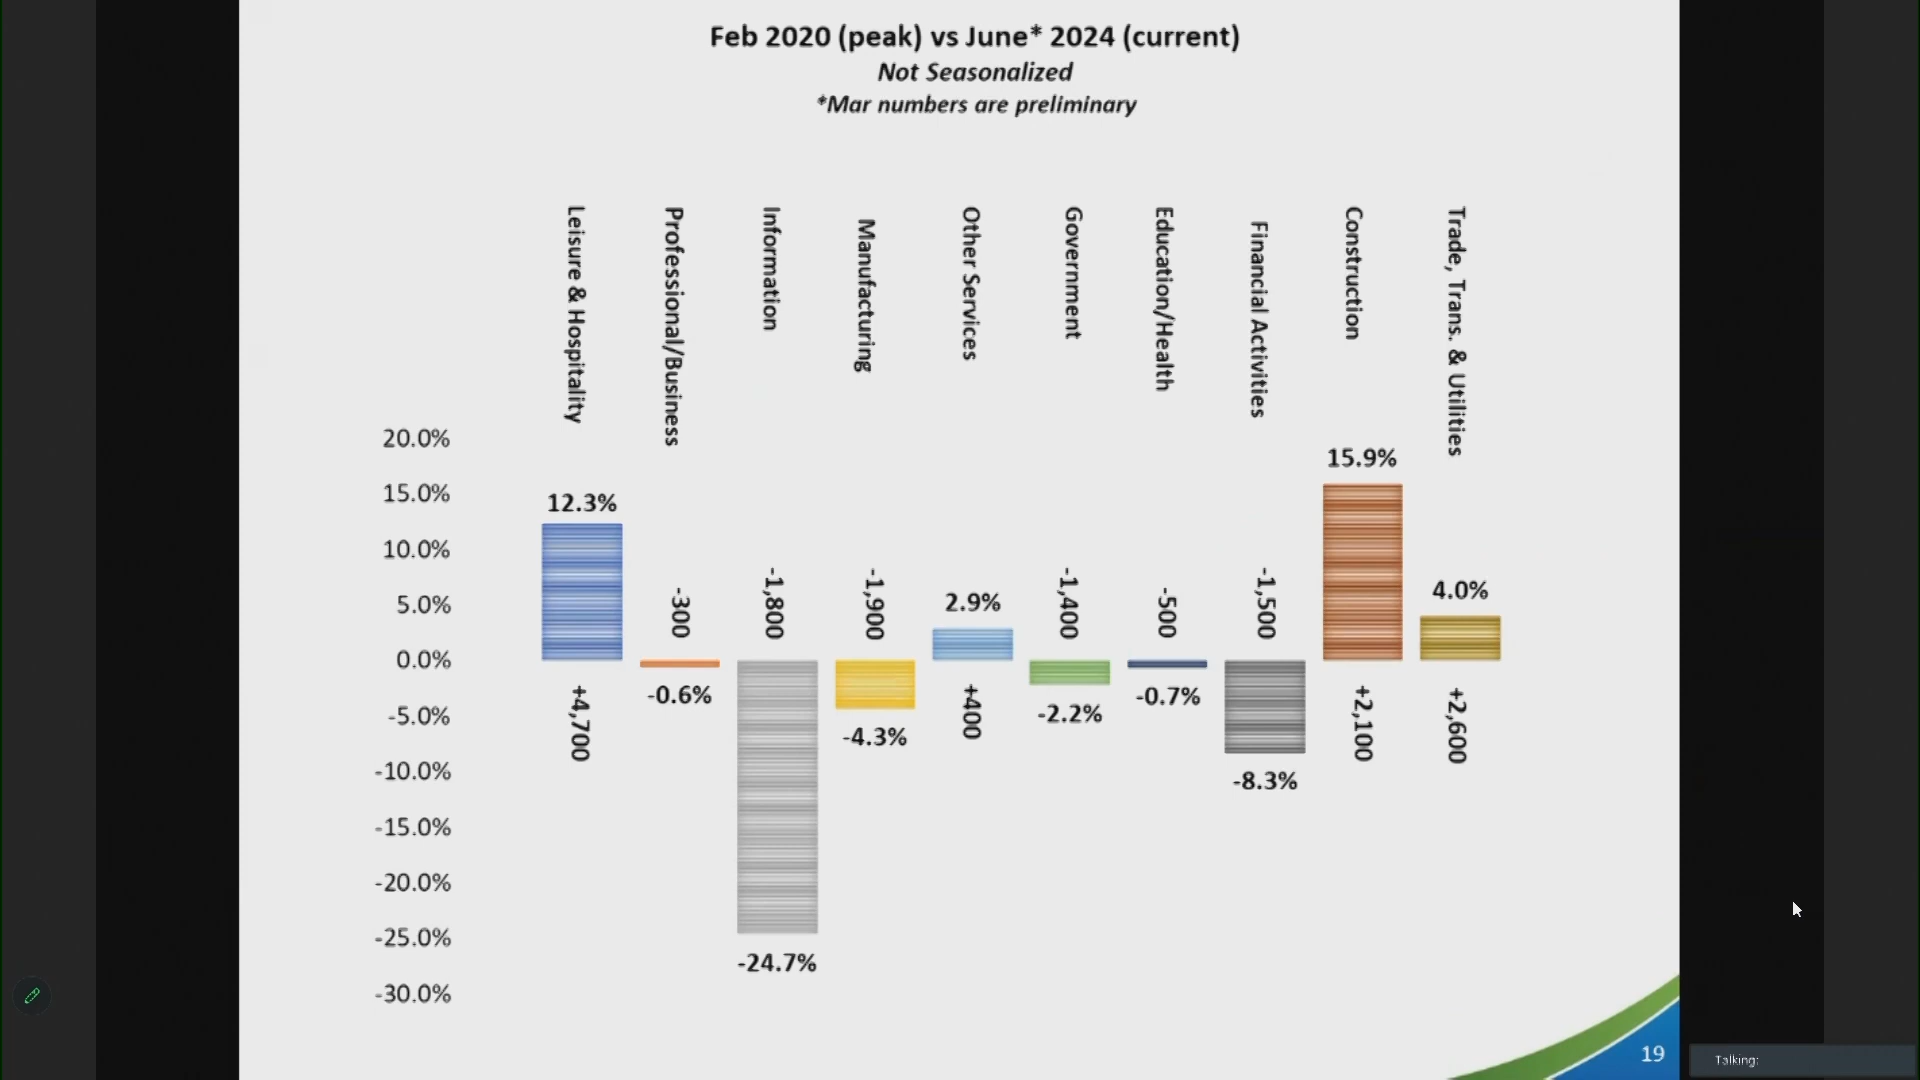 Feb 2020 (peak) vs June* 2024 (current)
Not Seasonalized
*Mar numbers are preliminary
Leisure & Hospitality
Professional/Business
Information
Manufacturing
Other Services
Government
Education/Health
Financial Activities
Construction
Trade, Trans. & Utilities
20.0%
15.0%
10.0%
5.0%
0.0%
-5.0%
-10.0%
-15.0%
-20.0%
-25.0%
-30.0%
12.3%
+4,700
-300
-0.6%
-1,800
-24.7%
-1,900
-4.3%
2.9%
+400
-1,400
-2.2%
-500
-0.7%
-1,500
-8.3%
15.9%
+2,100
4.0%
+2,600
19
Talking: